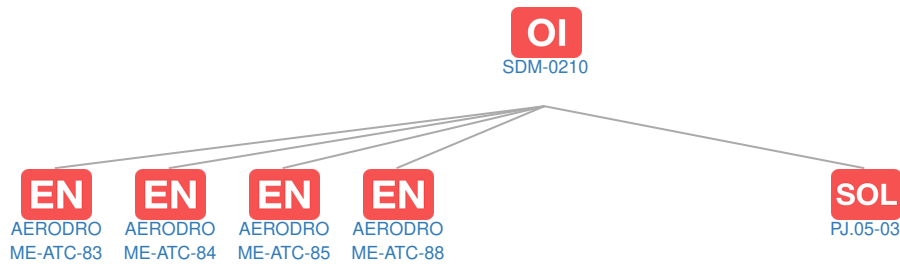 OI
SDM-0210
EN EN EN EN SOL
AERODRO AERODRO AERODRO AERODRO PJ.05-03
ME-ATC-83 ME-ATC-84 ME-ATC-85 ME-ATC-88